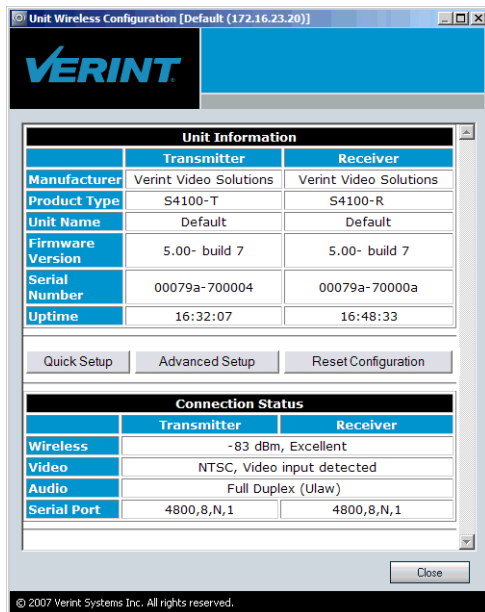 Unit Wireless Configuration [Default (172.16.23.20)]
VERINT.
Unit Information
Transmitter Receiver
Manufacturer Verint Video Solutions Verint Video Solutions
Product Type S4100-T S4100-R
Unit Name Default Default
Firmware Version 5.00- build 7 5.00- build 7
Serial Number 00079a-700004 00079a-70000a
Uptime 16:32:07 16:48:33
Quick Setup Advanced Setup Reset Configuration
Connection Status
Transmitter Receiver
Wireless -83 dBm, Excellent
Video NTSC, Video input detected
Audio Full Duplex (Ulaw)
Serial Port 4800,8,N,1 4800,8,N,1
Close
© 2007 Verint Systems Inc. All rights reserved.